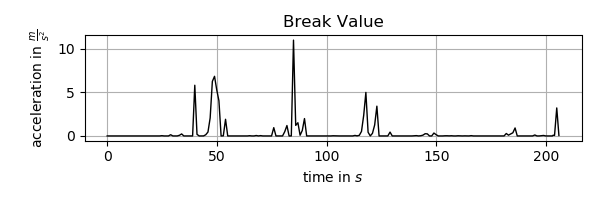 Break Value
acceleration in m/s²
10
5
0
0 50 100 150 200
time in s